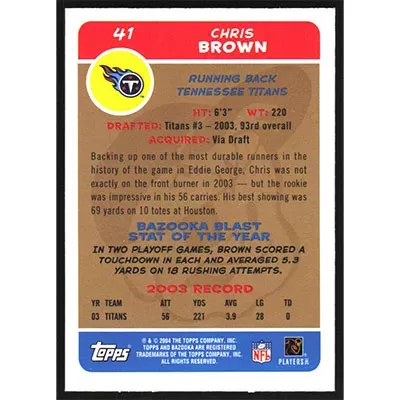 41
CHRIS
BROWN
RUNNING BACK
TENNESSEE TITANS
HT: 6'3" WT: 220
DRAFTED: Titans #3 – 2003, 93rd overall
ACQUIRED: Via Draft
Backing up one of the most durable runners in the
history of the game in Eddie George, Chris was not
exactly on the front burner in 2003 — but the rookie
was impressive in his 56 carries. His best showing was
69 yards on 10 totes at Houston.
BAZOOKA BLAST
STAT OF THE YEAR
IN TWO PLAYOFF GAMES, BROWN SCORED A
TOUCHDOWN IN EACH AND AVERAGED 5.3
YARDS ON 18 RUSHING ATTEMPTS.
2003 RECORD
YR TEAM ATT YDS AVG LG TD
03 TITANS 56 221 3.9 28 0
® & © 2004 THE TOPPS COMPANY, INC.
TOPPS AND BAZOOKA ARE REGISTERED
TRADEMARKS OF THE TOPPS COMPANY, INC.
ALL RIGHTS RESERVED.
TOPPS
NFL
PLAYERS
T